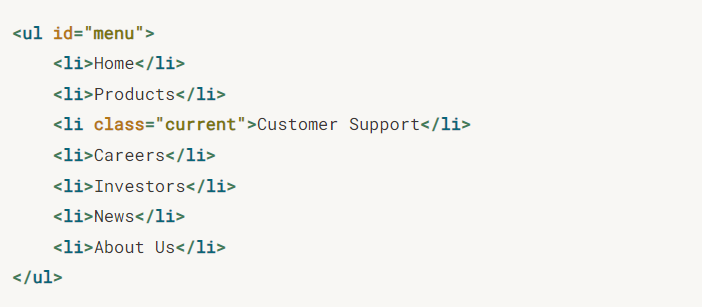 <ul id="menu">
    <li>Home</li>
    <li>Products</li>
    <li class="current">Customer Support</li>
    <li>Careers</li>
    <li>Investors</li>
    <li>News</li>
    <li>About Us</li>
</ul>